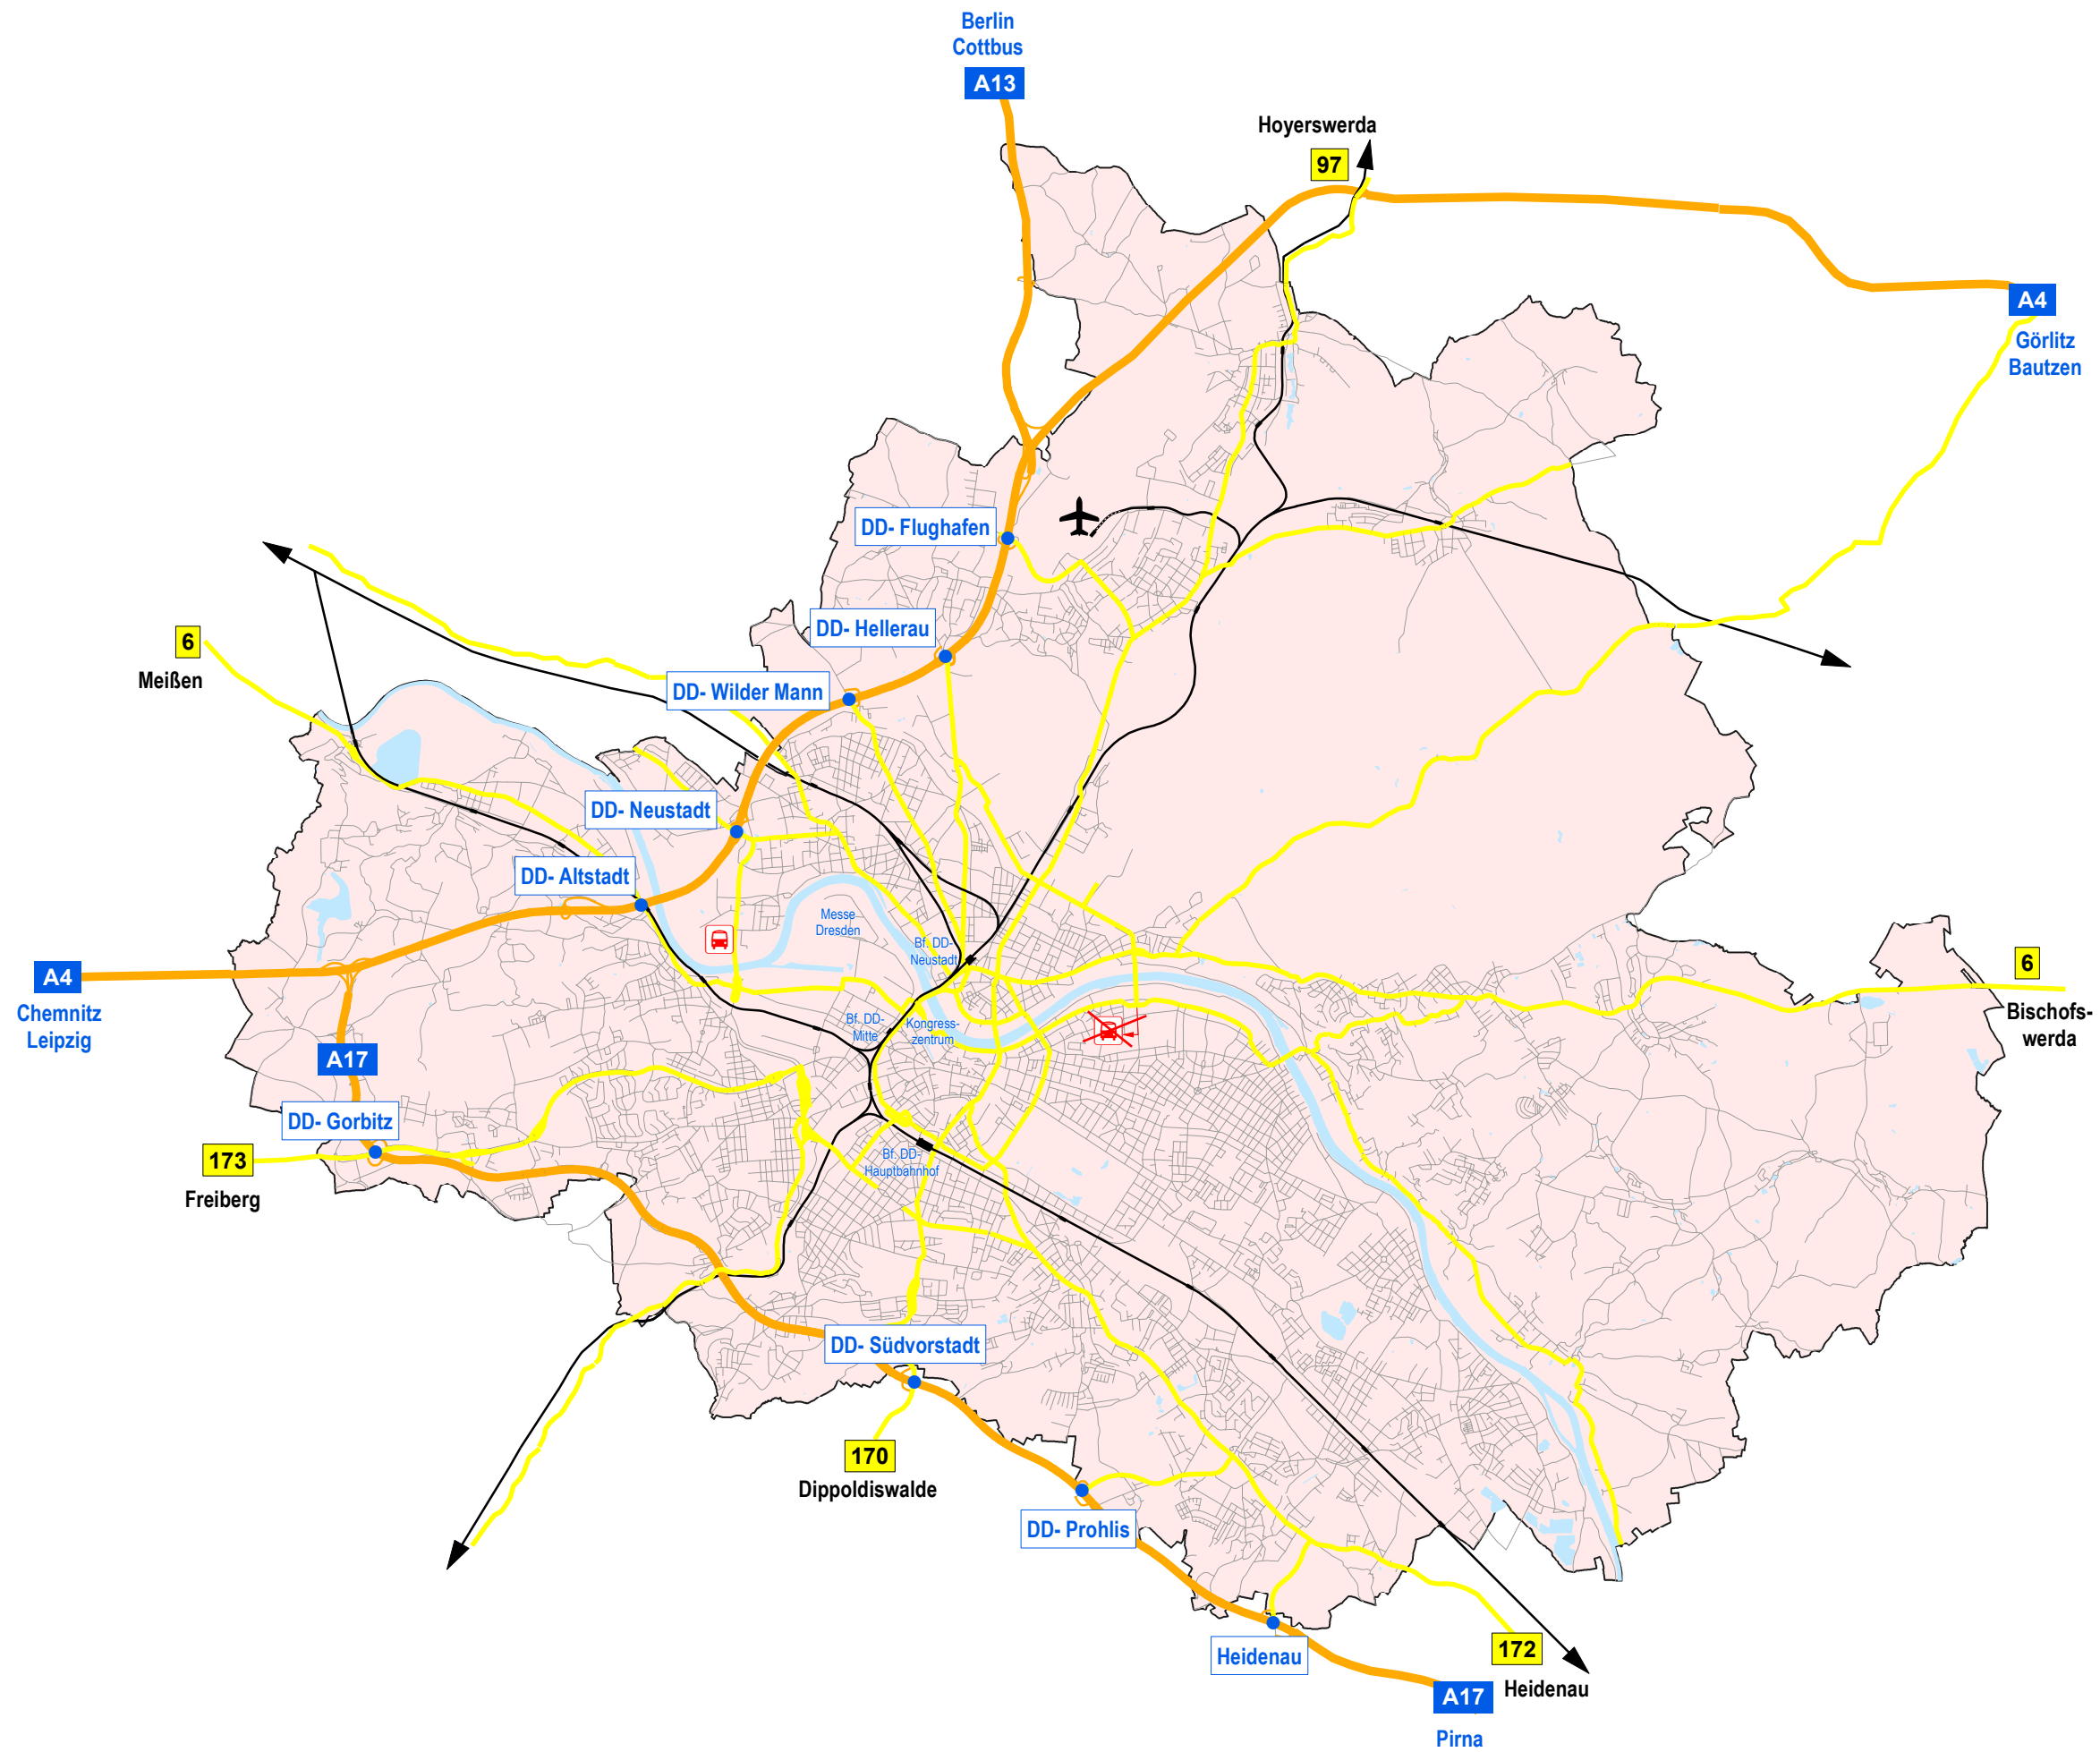 Berlin
Cottbus
A13
Hoyerswerda
97
A4
Görlitz
Bautzen
DD- Flughafen
DD- Hellerau
6
Meißen
DD- Wilder Mann
DD- Neustadt
DD- Altstadt
Messe
Dresden
Bf. DD-
Neustadt
A4
Chemnitz
Leipzig
6
Bischofs-
werda
Bf. DD-
Mitte
Kongress-
zentrum
A17
DD- Gorbitz
173
Freiberg
Bf. DD-
Hauptbahnhof
DD- Südvorstadt
170
Dippoldiswalde
DD- Prohlis
Heidenau
172
Heidenau
A17
Pirna